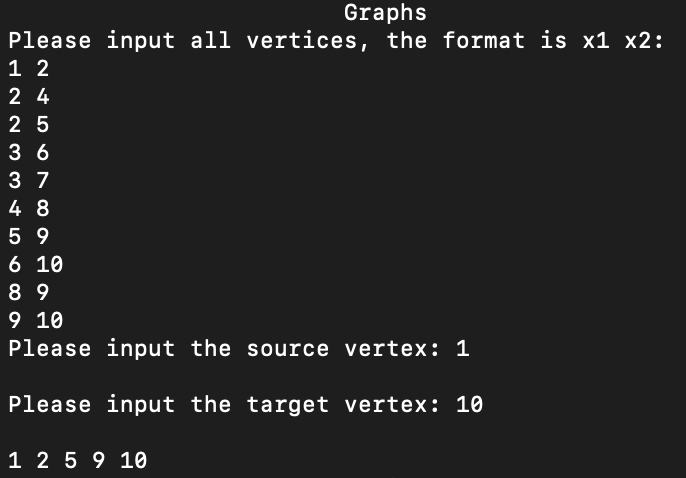 Graphs
Please input all vertices, the format is x1 x2:
1 2
2 4
2 5
3 6
3 7
4 8
5 9
6 10
8 9
9 10
Please input the source vertex: 1
Please input the target vertex: 10
1 2 5 9 10